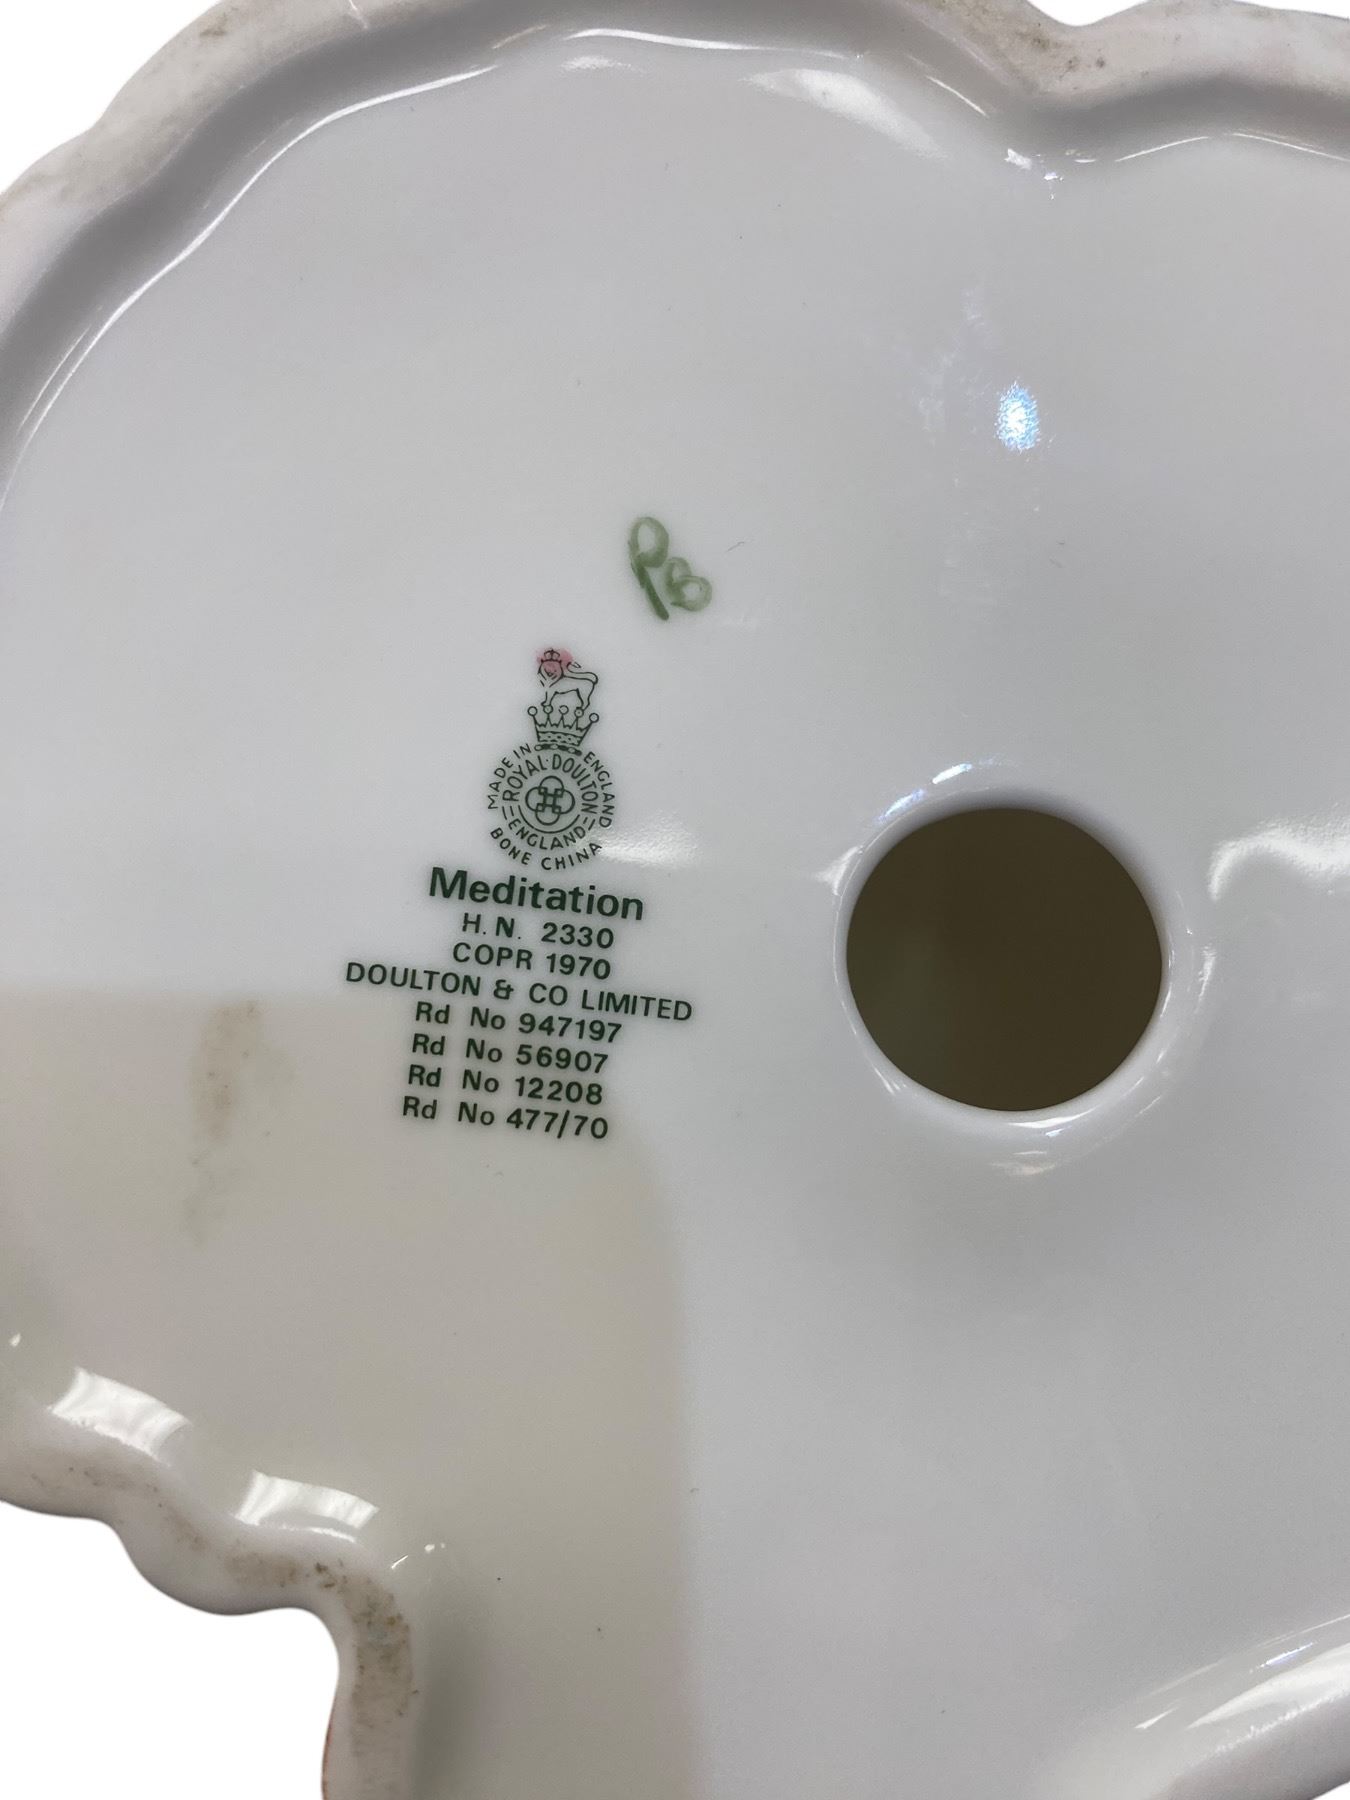 PB
MADE IN ENGLAND
ROYAL·DOULTON
ENGLAND
BONE CHINA
Meditation
H. N. 2330
COPR 1970
DOULTON & CO LIMITED
Rd No 947197
Rd No 56907
Rd No 12208
Rd No 477/70